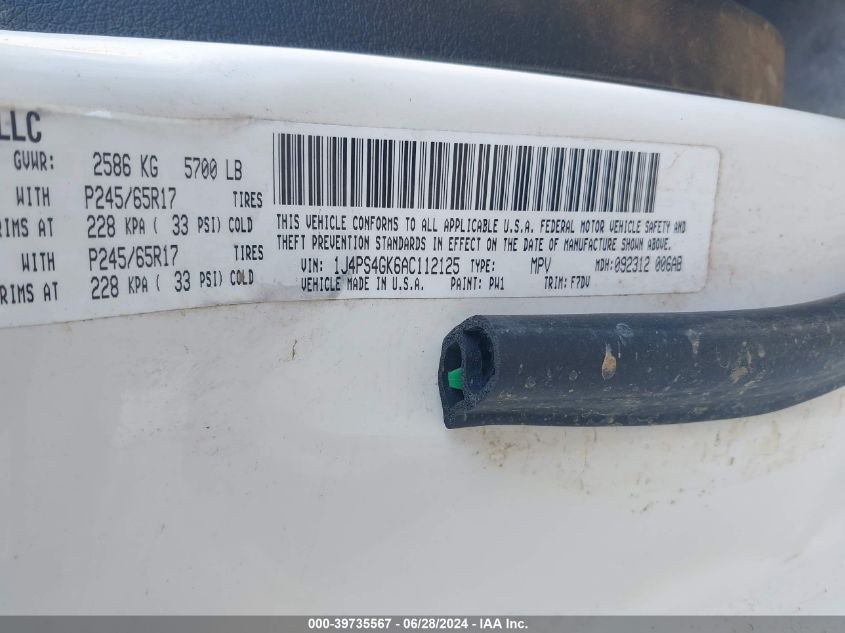 LLC
GVWR: 2586 KG 5700 LB
WITH P245/65R17 TIRES
RIMS AT 228 KPA ( 33 PSI) COLD
WITH P245/65R17 TIRES
RIMS AT 228 KPA ( 33 PSI) COLD
THIS VEHICLE CONFORMS TO ALL APPLICABLE U.S.A. FEDERAL MOTOR VEHICLE SAFETY AND
THEFT PREVENTION STANDARDS IN EFFECT ON THE DATE OF MANUFACTURE SHOWN ABOVE.
VIN: 1J4PS4GK6AC112125 TYPE: MPV MDH:092312 006AB
VEHICLE MADE IN U.S.A. PAINT: PW1 TRIM: F7DV
000-39735567 - 06/28/2024 - IAA Inc.